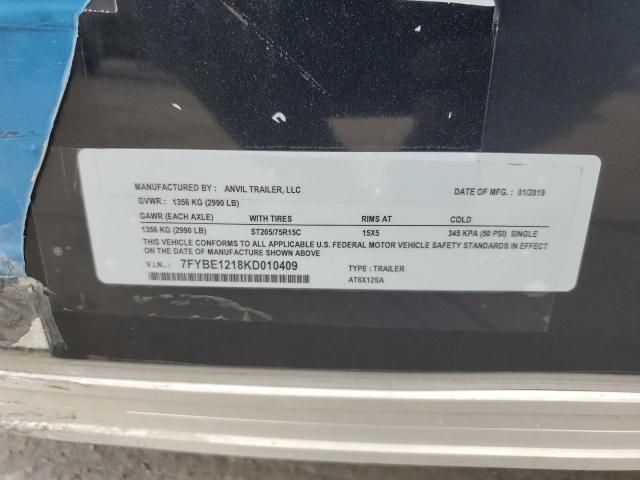 MANUFACTURED BY : ANVIL TRAILER, LLC DATE OF MFG. : 01/2019
GVWR : 1356 KG (2990 LB)
GAWR (EACH AXLE) WITH TIRES RIMS AT COLD
1356 KG (2990 LB) ST205/75R15C 15X5 345 KPA (50 PSI) SINGLE
THIS VEHICLE CONFORMS TO ALL APPLICABLE U.S. FEDERAL MOTOR VEHICLE SAFETY STANDARDS IN EFFECT
ON THE DATE OF MANUFACTURE SHOWN ABOVE
V.I.N.. : 7FYBE1218KD010409 TYPE : TRAILER
AT6X12SA